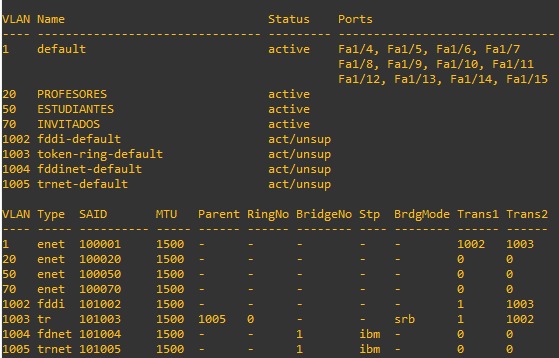 VLAN Name                             Status    Ports
---- -------------------------------- --------- -------------------------------
1    default                          active    Fa1/4, Fa1/5, Fa1/6, Fa1/7
                                                Fa1/8, Fa1/9, Fa1/10, Fa1/11
                                                Fa1/12, Fa1/13, Fa1/14, Fa1/15
20   PROFESORES                       active
50   ESTUDIANTES                      active
70   INVITADOS                        active
1002 fddi-default                     act/unsup
1003 token-ring-default               act/unsup
1004 fddinet-default                  act/unsup
1005 trnet-default                    act/unsup
VLAN Type  SAID       MTU   Parent RingNo BridgeNo Stp  BrdgMode Trans1 Trans2
---- ----- ---------- ----- ------ ------ -------- ---- -------- ------ ------
1    enet  100001     1500  -      -      -        -    -        1002   1003
20   enet  100020     1500  -      -      -        -    -        0      0
50   enet  100050     1500  -      -      -        -    -        0      0
70   enet  100070     1500  -      -      -        -    -        0      0
1002 fddi  101002     1500  -      -      -        -    -        1      1003
1003 tr    101003     1500  1005   0      -        -    srb      1      1002
1004 fdnet 101004     1500  -      -      1        ibm  -        0      0
1005 trnet 101005     1500  -      -      1        ibm  -        0      0